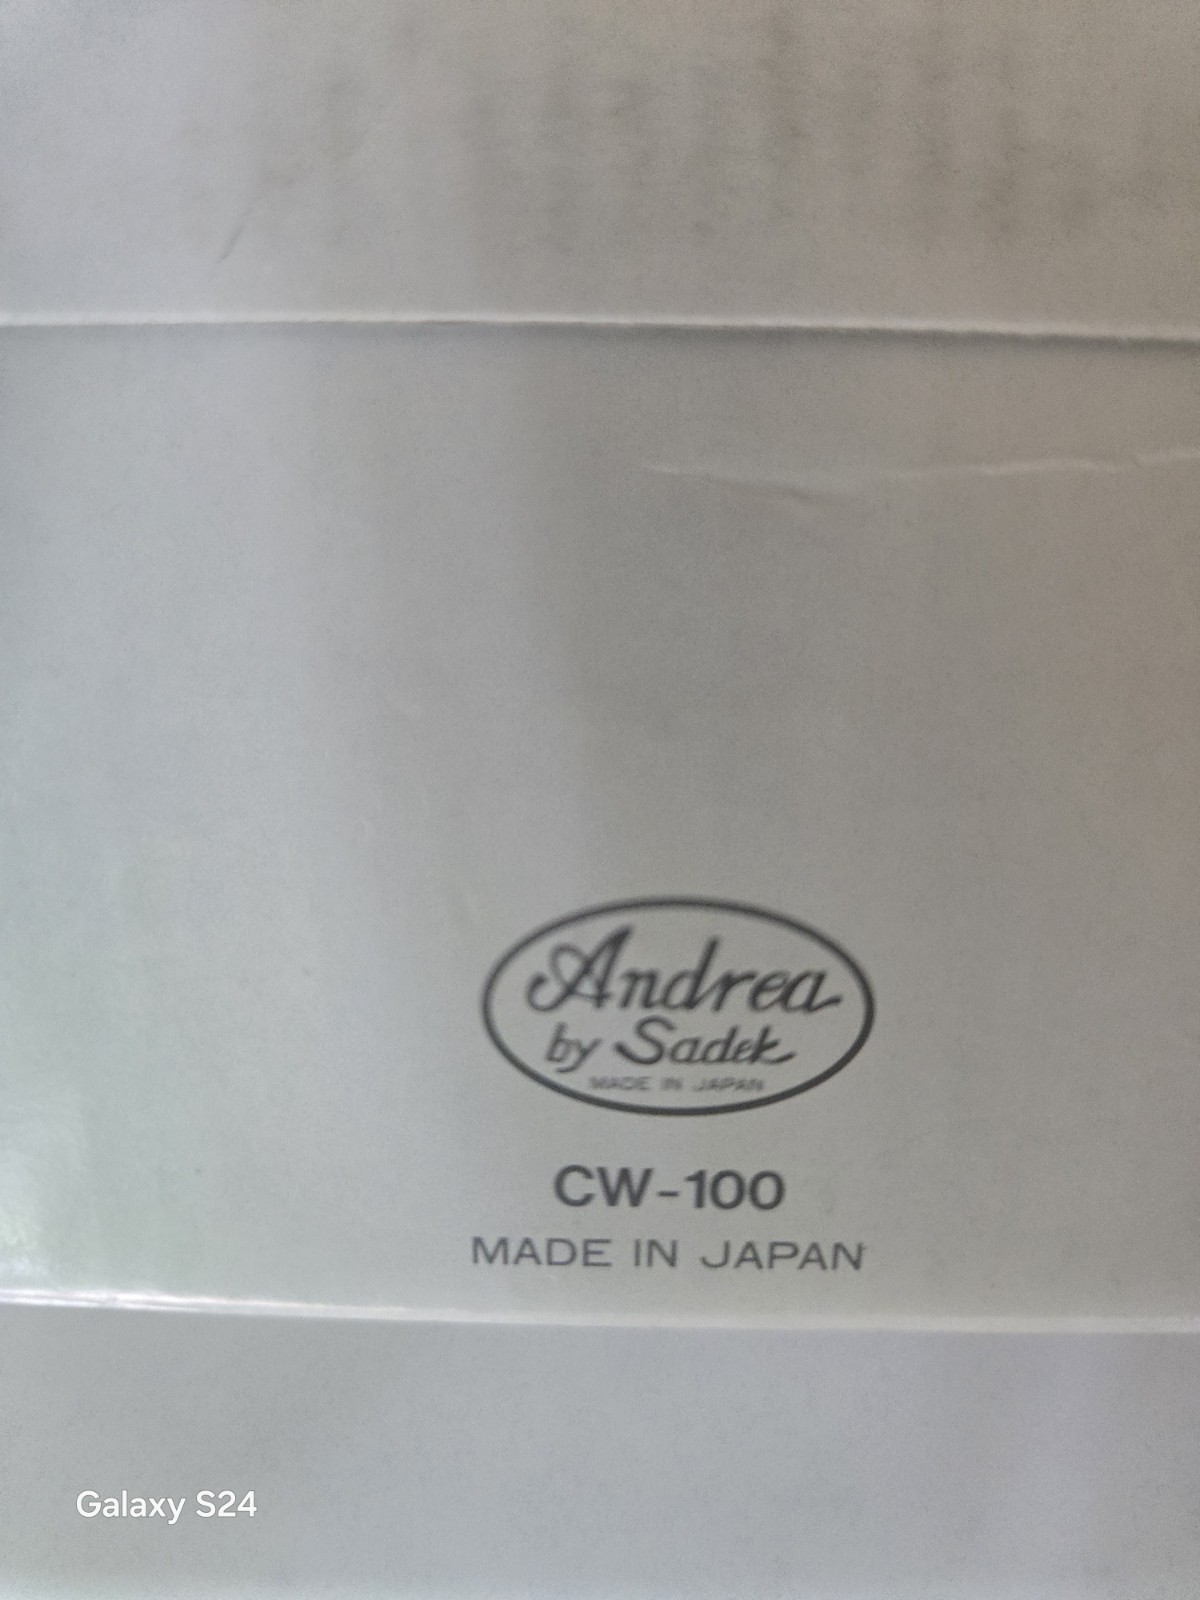 Andrea
by Sadek
MADE IN JAPAN
CW-100
MADE IN JAPAN
Galaxy S24